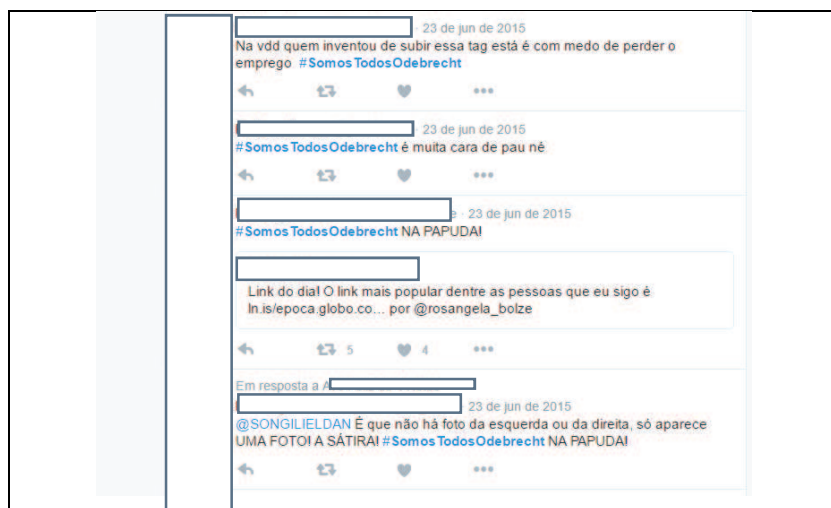 · 23 de jun de 2015
Na vdd quem inventou de subir essa tag está é com medo de perder o
emprego #SomosTodosOdebrecht
· 23 de jun de 2015
#SomosTodosOdebrecht é muita cara de pau nê
e · 23 de jun de 2015
#SomosTodosOdebrecht NA PAPUDA!
Link do dia! O link mais popular dentre as pessoas que eu sigo é
ln.is/epoca.globo.co... por @rosangela_bolze
5 4
Em resposta a A
23 de jun de 2015
@SONGILIELDAN É que não há foto da esquerda ou da direita, só aparece
UMA FOTO! A SÁTIRA! #SomosTodosOdebrecht NA PAPUDA!